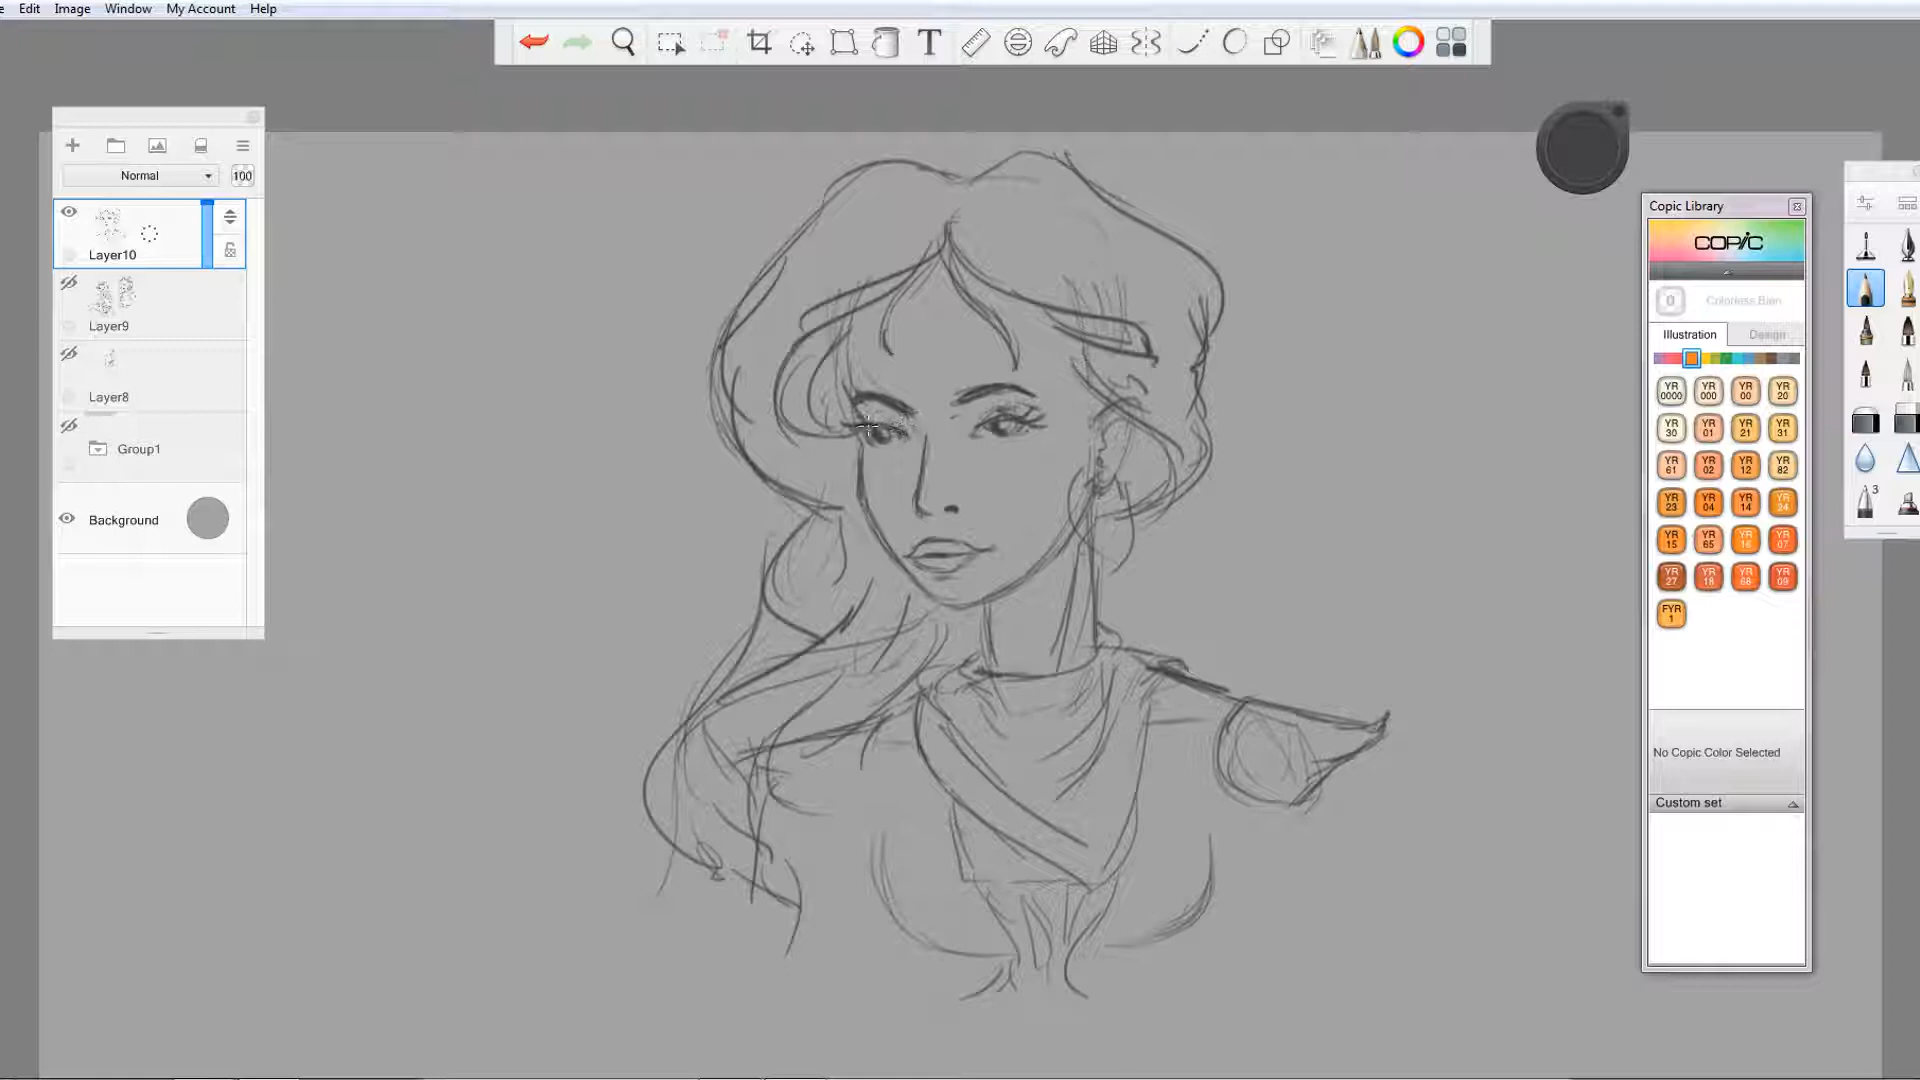 e Edit Image Window My Account Help
T
Normal 100
Layer10
Layer9
Layer8
Group1
Background
Copic Library
COPIC
0 Colorless Blen
Illustration Design
YR 0000 YR 000 YR 00 YR 20
YR 30 YR 01 YR 21 YR 31
YR 61 YR 02 YR 12 YR 82
YR 23 YR 04 YR 14 YR 24
YR 15 YR 65 YR 16 YR 07
YR 27 YR 18 YR 68 YR 09
FYR 1
No Copic Color Selected
Custom set
3